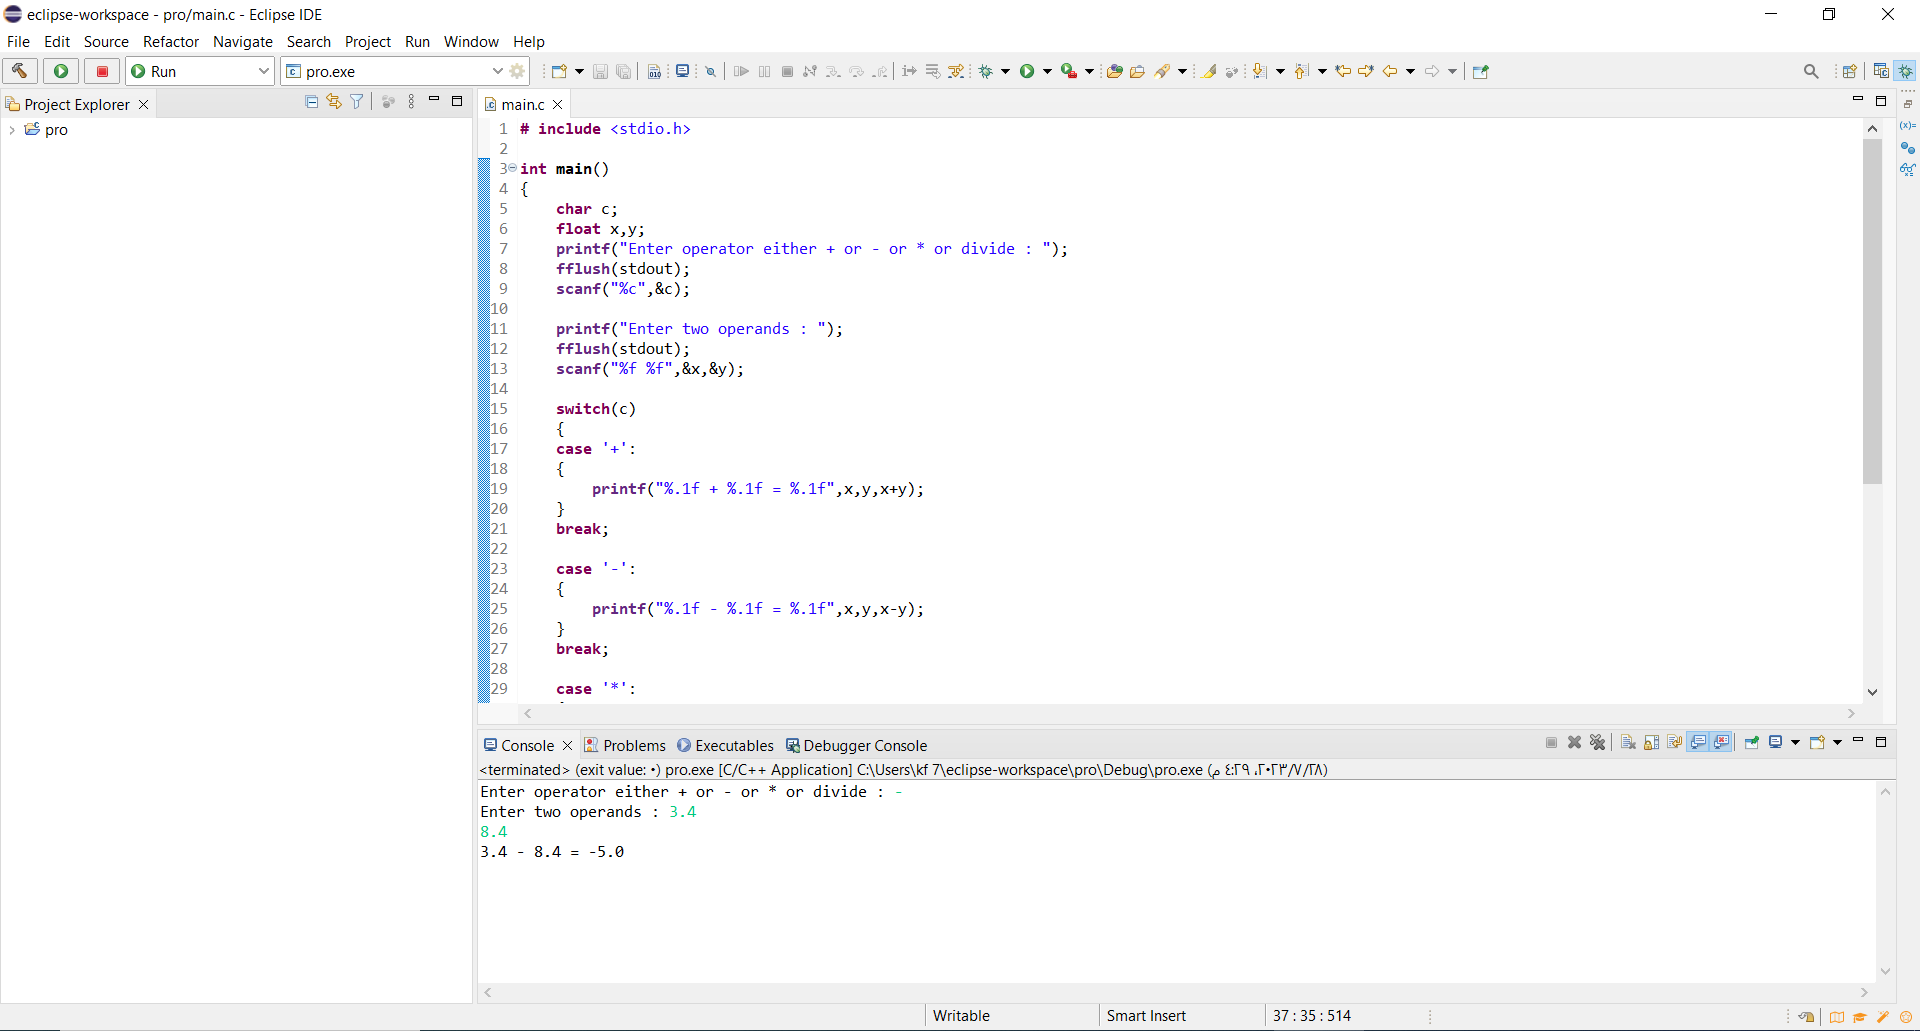 eclipse-workspace - pro/main.c - Eclipse IDE
File Edit Source Refactor Navigate Search Project Run Window Help
Run pro.exe
Project Explorer
pro
main.c
1 # include <stdio.h>
2
3 int main()
4 {
5 char c;
6 float x,y;
7 printf("Enter operator either + or - or * or divide : ");
8 fflush(stdout);
9 scanf("%c",&c);
10
11 printf("Enter two operands : ");
12 fflush(stdout);
13 scanf("%f %f",&x,&y);
14
15 switch(c)
16 {
17 case '+':
18 {
19 printf("%.1f + %.1f = %.1f",x,y,x+y);
20 }
21 break;
22
23 case '-':
24 {
25 printf("%.1f - %.1f = %.1f",x,y,x-y);
26 }
27 break;
28
29 case '*':
Console Problems Executables Debugger Console
<terminated> (exit value: ٠) pro.exe [C/C++ Application] C:\Users\kf 7\eclipse-workspace\pro\Debug\pro.exe (٢٨‏/٧‏/٢٠٢٣، ٤:٢٩ م)
Enter operator either + or - or * or divide : -
Enter two operands : 3.4
8.4
3.4 - 8.4 = -5.0
Writable Smart Insert 37 : 35 : 514